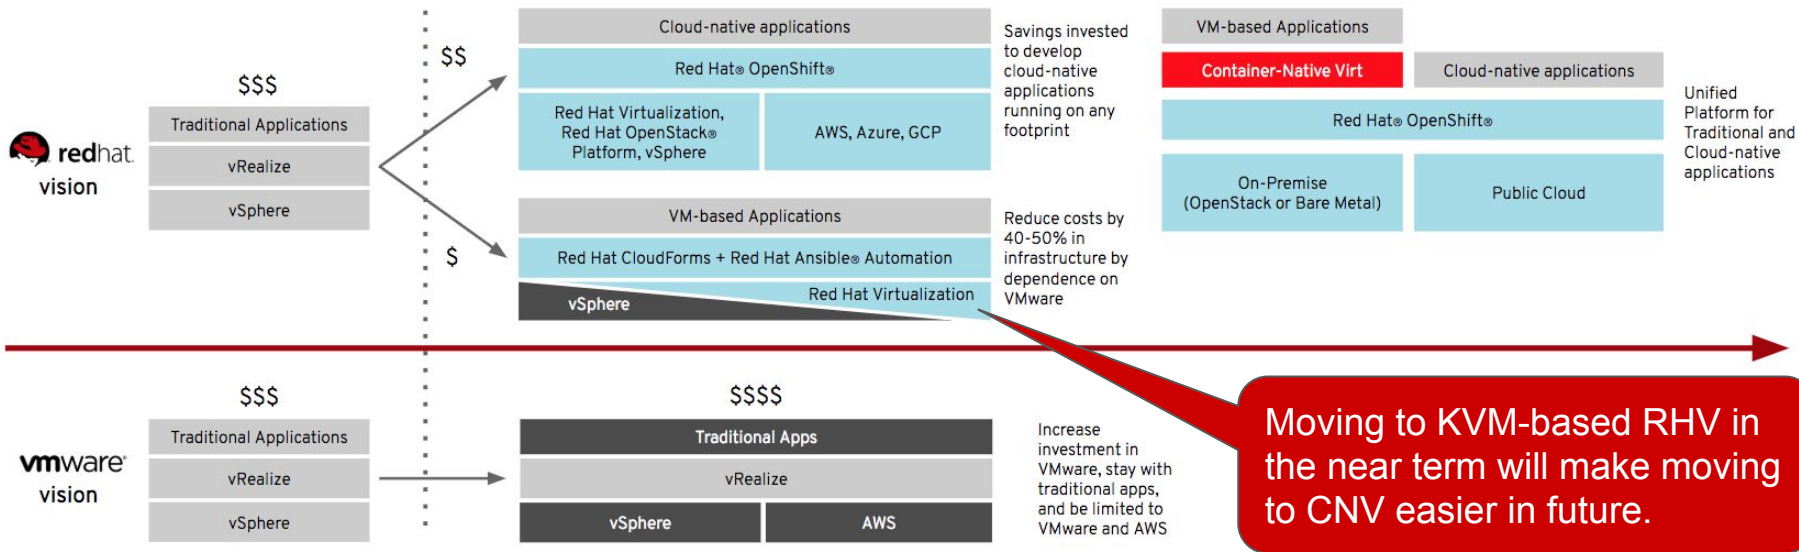 redhat.
vision
$$$
Traditional Applications
vRealize
vSphere
$$
$
Cloud-native applications
Red Hat® OpenShift®
Red Hat Virtualization,
Red Hat OpenStack®
Platform, vSphere
AWS, Azure, GCP
Savings invested
to develop
cloud-native
applications
running on any
footprint
VM-based Applications
Red Hat CloudForms + Red Hat Ansible® Automation
vSphere
Red Hat Virtualization
Reduce costs by
40-50% in
infrastructure by
dependence on
VMware
VM-based Applications
Container-Native Virt
Cloud-native applications
Red Hat® OpenShift®
On-Premise
(OpenStack or Bare Metal)
Public Cloud
Unified
Platform for
Traditional and
Cloud-native
applications
vmware®
vision
$$$
Traditional Applications
vRealize
vSphere
$$$$
Traditional Apps
vRealize
vSphere
AWS
Increase
investment in
VMware, stay with
traditional apps,
and be limited to
VMware and AWS
Moving to KVM-based RHV in
the near term will make moving
to CNV easier in future.